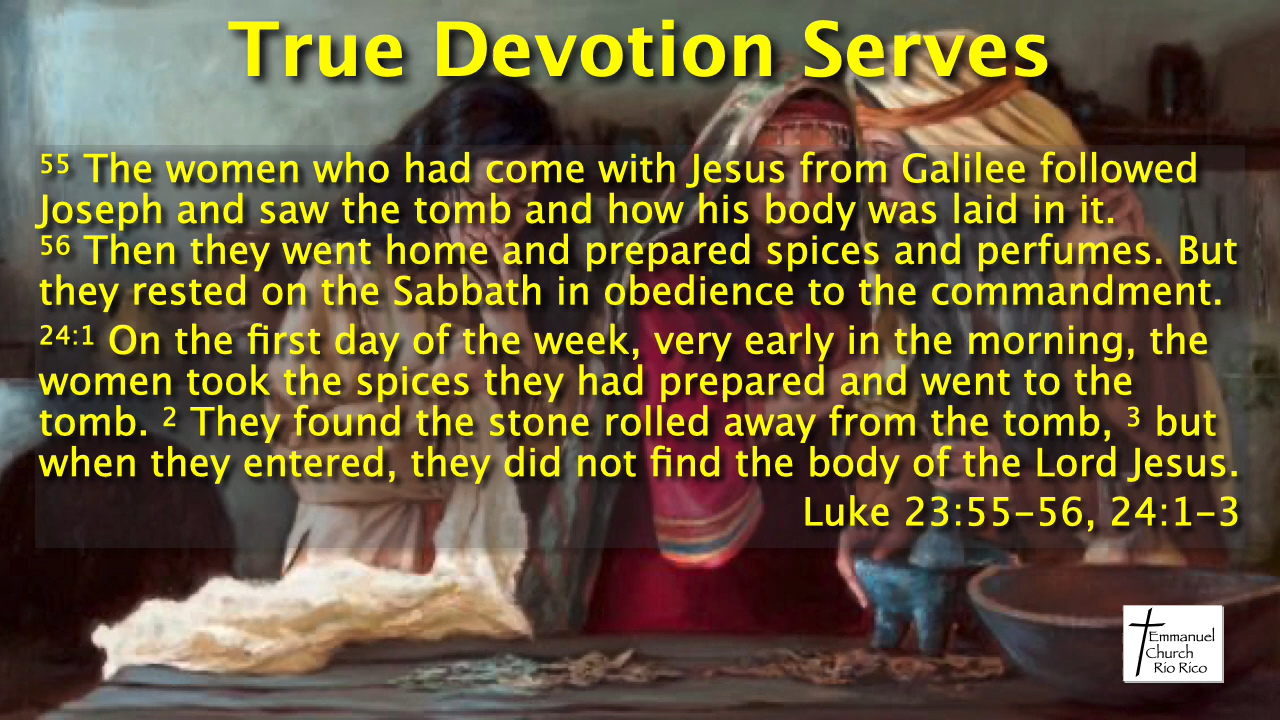 True Devotion Serves
55 The women who had come with Jesus from Galilee followed
Joseph and saw the tomb and how his body was laid in it.
56 Then they went home and prepared spices and perfumes. But
they rested on the Sabbath in obedience to the commandment.
24:1 On the first day of the week, very early in the morning, the
women took the spices they had prepared and went to the
tomb. 2 They found the stone rolled away from the tomb, 3 but
when they entered, they did not find the body of the Lord Jesus.
Luke 23:55–56, 24:1–3
Emmanuel
Church
Rio Rico